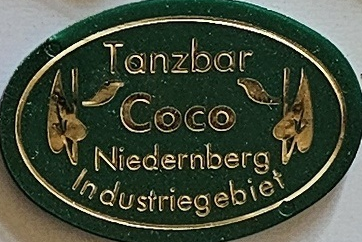 Tanzbar
Coco
Niedernberg
Industriegebiet